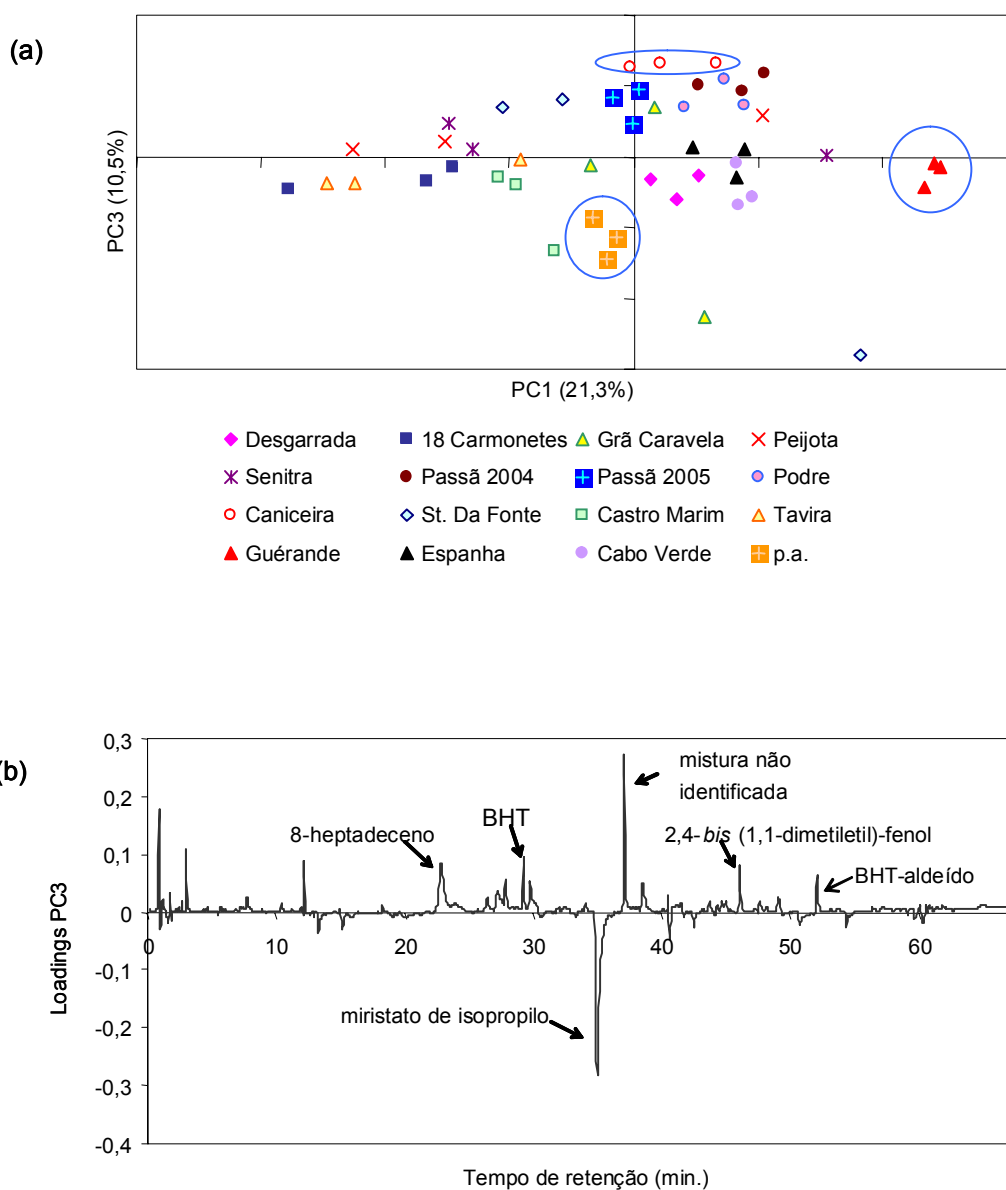 (a)
PC3 (10,5%)
PC1 (21,3%)
Desgarrada 18 Carmonetes Grã Caravela Peijota
Senitra Passã 2004 Passã 2005 Podre
Caniceira St. Da Fonte Castro Marim Tavira
Guérande Espanha Cabo Verde p.a.
(b)
Loadings PC3
0,3
0,2
0,1
0
-0,1
-0,2
-0,3
-0,4
mistura não
identificada
BHT
8-heptadeceno
2,4-bis (1,1-dimetiletil)-fenol
BHT-aldeído
0 10 20 30 40 50 60
miristato de isopropilo
Tempo de retenção (min.)